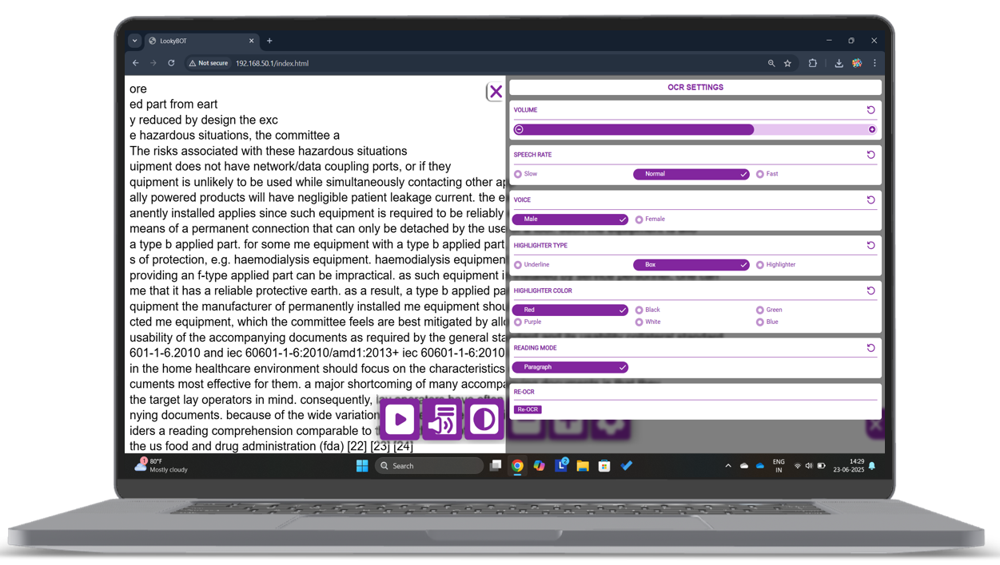 LookyBOT
Not secure
192.168.50.1/index.html
ore
ed part from eart
y reduced by design the exc
e hazardous situations, the committee a
The risks associated with these hazardous situations
uipment does not have network/data coupling ports, or if they
quipment is unlikely to be used while simultaneously contacting other ap
ally powered products will have negligible patient leakage current. the e
anently installed applies since such equipment is required to be reliably
means of a permanent connection that can only be detached by the use
a type b applied part. for some me equipment with a type b applied part
s of protection, e.g. haemodialysis equipment. haemodialysis equipmen
providing an f-type applied part can be impractical. as such equipment i
me that it has a reliable protective earth. as a result, a type b applied pa
quipment the manufacturer of permanently installed me equipment shou
cted me equipment, which the committee feels are best mitigated by allo
usability of the accompanying documents as required by the general sta
601-1-6.2010 and iec 60601-1-6:2010/amd1:2013+ iec 60601-1-6:2010
in the home healthcare environment should focus on the characteristics
cuments most effective for them. a major shortcoming of many accompa
the target lay operators in mind. consequently, lay operators have often
nying documents. because of the wide variation
iders a reading comprehension comparable to
the us food and drug administration (fda) [22] [23] [24]
OCR SETTINGS
VOLUME
SPEECH RATE
Slow Normal Fast
VOICE
Male Female
HIGHLIGHTER TYPE
Underline Box Highlighter
HIGHLIGHTER COLOR
Red Black Green
Purple White Blue
READING MODE
Paragraph
RE-OCR
Re-OCR
1
80°F
Mostly cloudy
Search
L
2
ENG
IN
14:29
23-06-2025